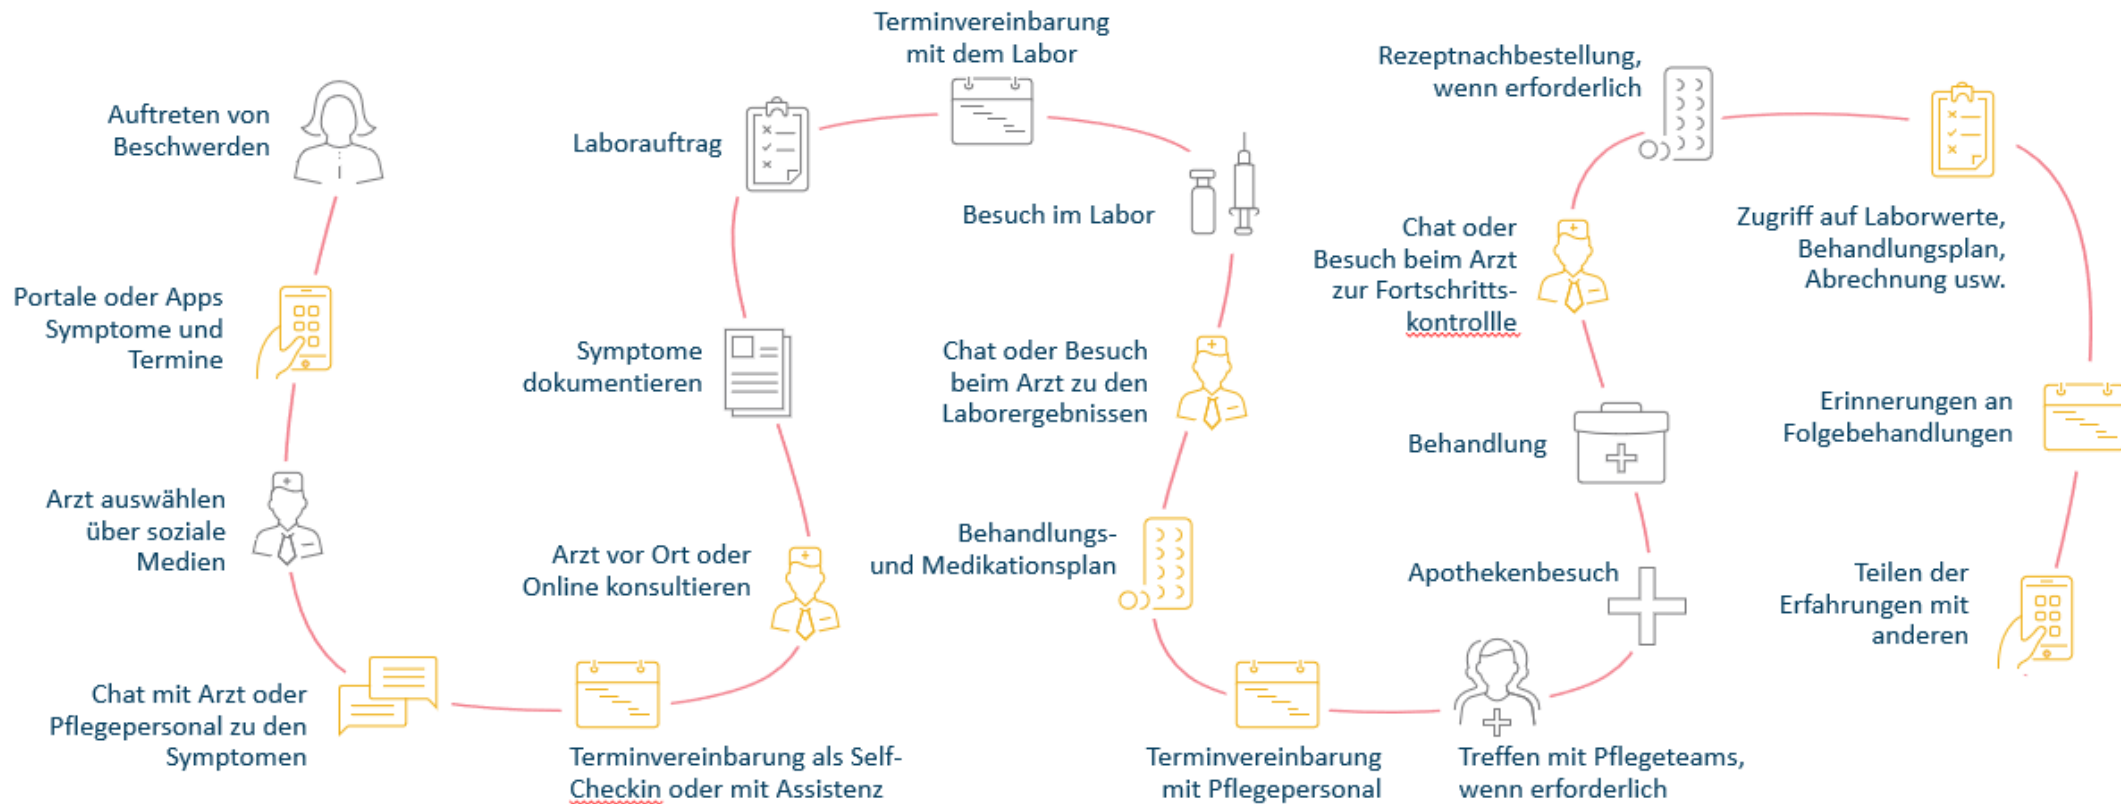 Auftreten von
Beschwerden
Portale oder Apps
Symptome und
Termine
Arzt auswählen
über soziale
Medien
Chat mit Arzt oder
Pflegepersonal zu den
Symptomen
Terminvereinbarung als Self-
Checkin oder mit Assistenz
Arzt vor Ort oder
Online konsultieren
Symptome
dokumentieren
Laborauftrag
Terminvereinbarung
mit dem Labor
Besuch im Labor
Chat oder Besuch
beim Arzt zu den
Laborergebnissen
Behandlungs-
und Medikationsplan
Terminvereinbarung
mit Pflegepersonal
Treffen mit Pflegeteams,
wenn erforderlich
Apothekenbesuch
Behandlung
Chat oder
Besuch beim Arzt
zur Fortschritts-
kontrollle
Rezeptnachbestellung,
wenn erforderlich
Zugriff auf Laborwerte,
Behandlungsplan,
Abrechnung usw.
Erinnerungen an
Folgebehandlungen
Teilen der
Erfahrungen mit
anderen